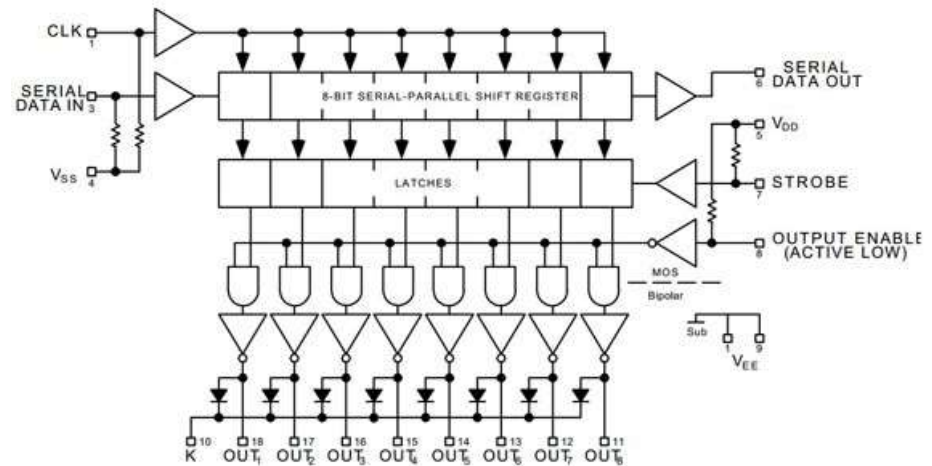 CLK
1
SERIAL
DATA IN
3
VSS
4
8-BIT SERIAL-PARALLEL SHIFT REGISTER
SERIAL
DATA OUT
6
VDD
5
LATCHES
STROBE
7
OUTPUT ENABLE
(ACTIVE LOW)
8
MOS
Bipolar
Sub
1
9
VEE
10
18
17
16
15
14
13
12
11
K
OUT1
OUT2
OUT3
OUT4
OUT5
OUT6
OUT7
OUT8